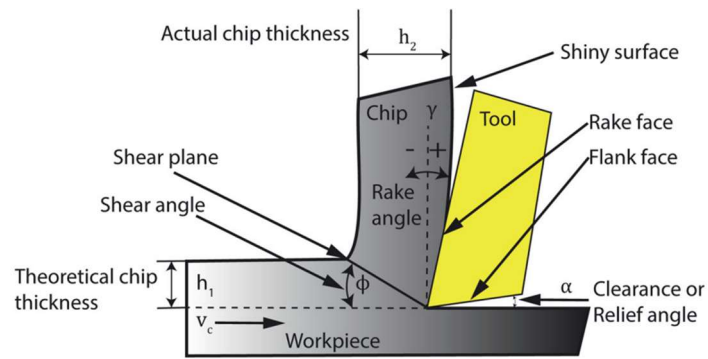 Actual chip thickness
h₂
Shiny surface
Chip
γ
Tool
Rake face
- +
Flank face
Shear plane
Rake
angle
Shear angle
Theoretical chip
thickness
h₁
ϕ
α
Clearance or
Relief angle
v_c
Workpiece